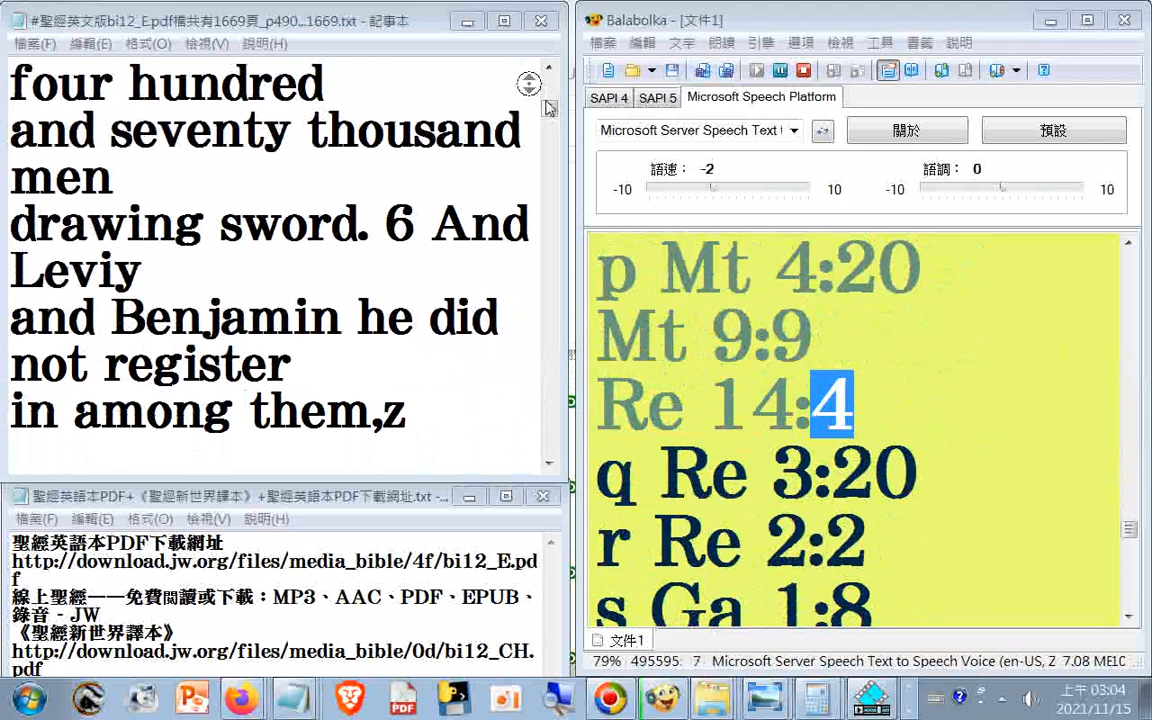 #聖經英文版bi12_E.pdf檔共有1669頁_p490...1669.txt - 記事本
檔案(F) 編輯(E) 格式(O) 檢視(V) 說明(H)
four hundred
and seventy thousand
men
drawing sword. 6 And
Leviy
and Benjamin he did
not register
in among them,z
聖經英語本PDF+《聖經新世界譯本》+聖經英語本PDF下載網址.txt -...
檔案(F) 編輯(E) 格式(O) 檢視(V) 說明(H)
聖經英語本PDF下載網址
http://download.jw.org/files/media_bible/4f/bi12_E.pd
f
線上聖經——免費閱讀或下載：MP3、AAC、PDF、EPUB、
錄音 - JW
《聖經新世界譯本》
http://download.jw.org/files/media_bible/0d/bi12_CH.
pdf
Balabolka - [文件1]
檔案 編輯 文字 朗讀 引擎 選項 檢視 工具 書籤 說明
SAPI 4 SAPI 5 Microsoft Speech Platform
Microsoft Server Speech Text 關於 預設
語速： -2 語調： 0
-10 10 -10 10
p Mt 4:20
Mt 9:9
Re 14:4
q Re 3:20
r Re 2:2
s Ga 1:8
文件1
79% 495595: 7 Microsoft Server Speech Text to Speech Voice (en-US, Z 7.08
PDF
上午 03:04
2021/11/15